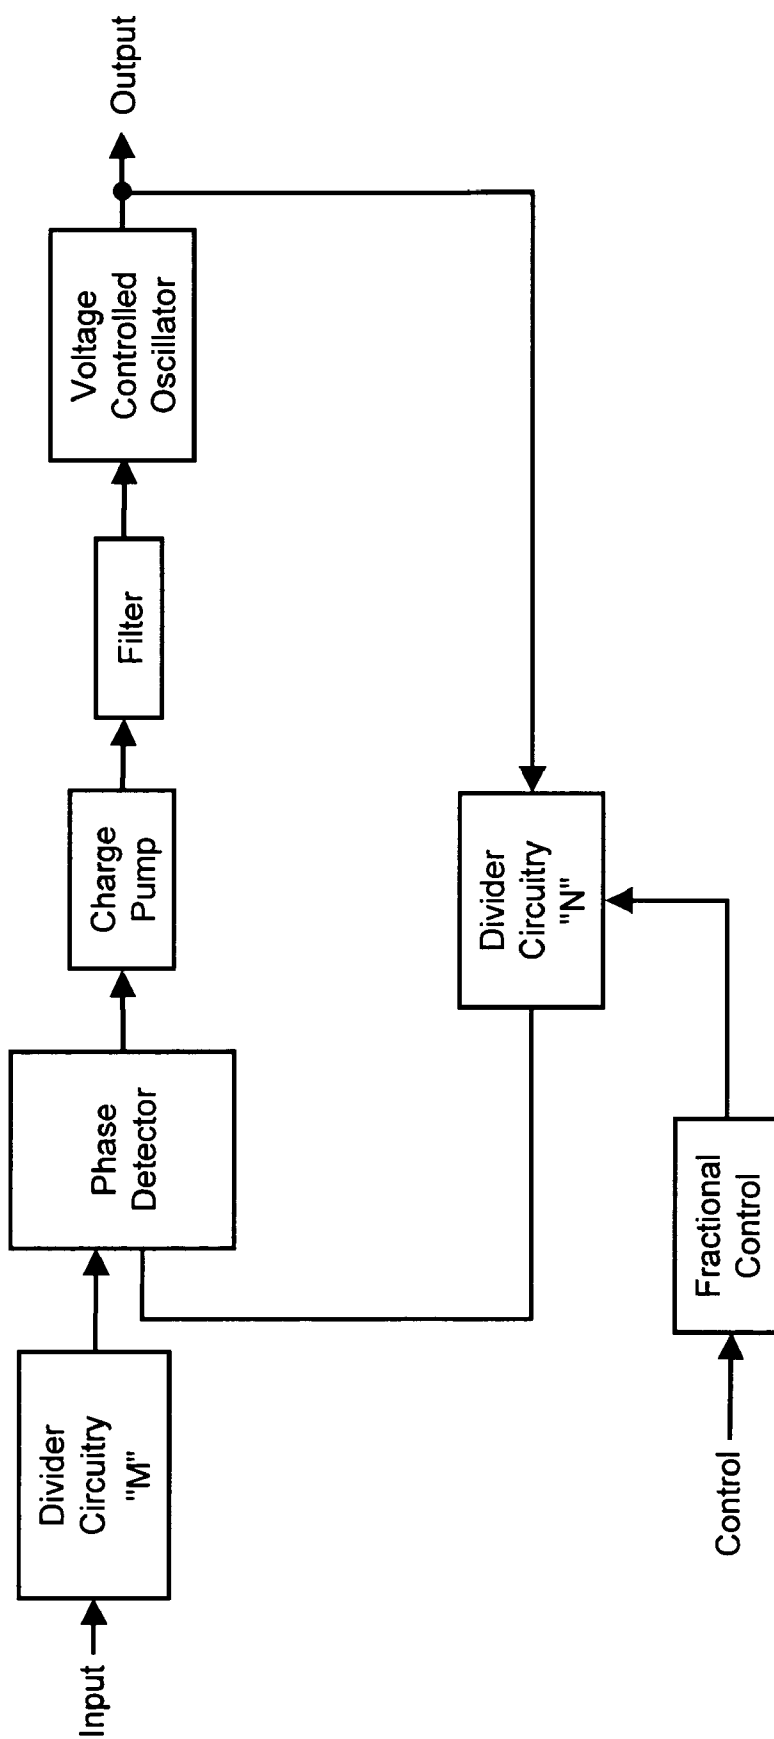 Input
Divider
Circuitry
"M"
Phase
Detector
Charge
Pump
Filter
Voltage
Controlled
Oscillator
Output
Divider
Circuitry
"N"
Control
Fractional
Control